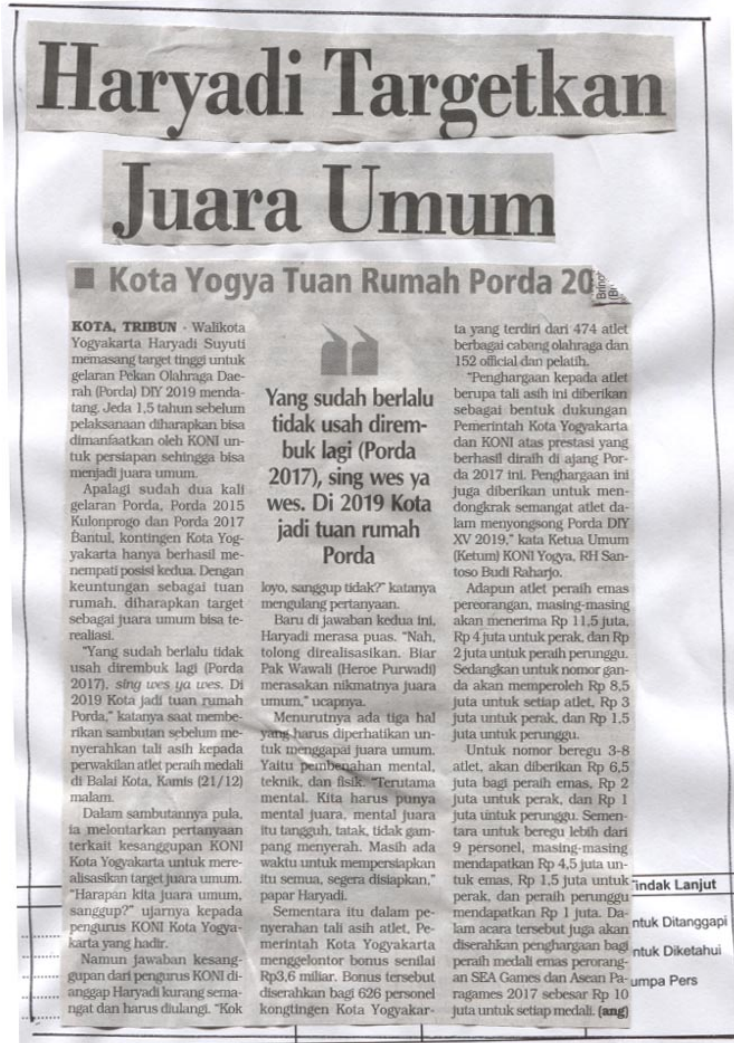 Haryadi Targetkan
Juara Umum
■ Kota Yogya Tuan Rumah Porda 20
KOTA, TRIBUN - Walikota
Yogyakarta Haryadi Suyuti
memasang target tinggi untuk
gelaran Pekan Olahraga Dae-
rah (Porda) DIY 2019 menda-
tang. Jeda 1,5 tahun sebelum
pelaksanaan diharapkan bisa
dimanfaatkan oleh KONI un-
tuk persiapan sehingga bisa
menjadi juara umum.
Apalagi sudah dua kali
gelaran Porda, Porda 2015
Kulonprogo dan Porda 2017
Bantul, kontingen Kota Yog-
yakarta hanya berhasil me-
nempati posisi kedua. Dengan
keuntungan sebagai tuan
rumah, diharapkan target
sebagai juara umum bisa te-
realiasi.
"Yang sudah berlalu tidak
usah dirembuk lagi (Porda
2017), sing wes ya wes. Di
2019 Kota jadi tuan rumah
Porda," katanya saat membe-
rikan sambutan sebelum me-
nyerahkan tali asih kepada
perwakilan atlet peraih medali
di Balai Kota, Kamis (21/12)
malam.
Dalam sambutannya pula,
ia melontarkan pertanyaan
terkait kesanggupan KONI
Kota Yogyakarta untuk mere-
alisasikan target juara umum.
"Harapan kita juara umum,
sanggup?" ujarnya kepada
pengurus KONI Kota Yogya-
karta yang hadir.
Namun jawaban kesang-
gupan dari pengurus KONI di-
anggap Haryadi kurang seman-
gat dan harus diulangi. "Kok
Yang sudah berlalu
tidak usah direm-
buk lagi (Porda
2017), sing wes ya
wes. Di 2019 Kota
jadi tuan rumah
Porda
loyo, sanggup tidak?" katanya
mengulang pertanyaan.
Baru di jawaban kedua ini,
Haryadi merasa puas. "Nah,
tolong direalisasikan. Biar
Pak Wawali (Heroe Purwadi)
merasakan nikmatnya juara
umum," ucapnya.
Menurutnya ada tiga hal
yang harus diperhatikan un-
tuk menggapai juara umum.
Yaitu pembenahan mental,
teknik, dan fisik. "Terutama
mental. Kita harus punya
mental juara, mental juara
itu tangguh, tatak, tidak gam-
pang menyerah. Masih ada
waktu untuk mempersiapkan
itu semua, segera disiapkan,"
papar Haryadi.
Sementara itu dalam pe-
nyerahan tali asih atlet, Pe-
merintah Kota Yogyakarta
menggelontor bonus senilai
Rp3,6 miliar. Bonus tersebut
diserahkan bagi 626 personel
kongtingen Kota Yogyakar-
ta yang terdiri dari 474 atlet
berbagai cabang olahraga dan
152 official dan pelatih.
"Penghargaan kepada atlet
berupa tali asih ini diberikan
sebagai bentuk dukungan
Pemerintah Kota Yogyakarta
dan KONI atas prestasi yang
berhasil diraih di ajang Por-
da 2017 ini. Penghargaan ini
juga diberikan untuk men-
dongkrak semangat atlet da-
lam menyongsong Porda DIY
XV 2019," kata Ketua Umum
(Ketum) KONI Yogya, RH San-
toso Budi Raharjo.
Adapun atlet peraih emas
pereorangan, masing-masing
akan menerima Rp 11,5 juta,
Rp 4 juta untuk perak, dan Rp
2 juta untuk peraih perunggu.
Sedangkan untuk nomor gan-
da akan memperoleh Rp 8,5
juta untuk setiap atlet, Rp 3
juta untuk perak, dan Rp 1,5
juta untuk perunggu.
Untuk nomor beregu 3-8
atlet, akan diberikan Rp 6,5
juta bagi peraih emas, Rp 2
juta untuk perak, dan Rp 1
juta untuk perunggu. Semen-
tara untuk beregu lebih dari
9 personel, masing-masing
mendapatkan Rp 4,5 juta un-
tuk emas, Rp 1,5 juta untuk
perak, dan peraih perunggu
mendapatkan Rp 1 juta. Da-
lam acara tersebut juga akan
diserahkan penghargaan bagi
peraih medali emas perorang-
an SEA Games dan Asean Pa-
ragames 2017 sebesar Rp 10
juta untuk setiap medali. (ang)
Tindak Lanjut
ntuk Ditanggapi
ntuk Diketahui
umpa Pers